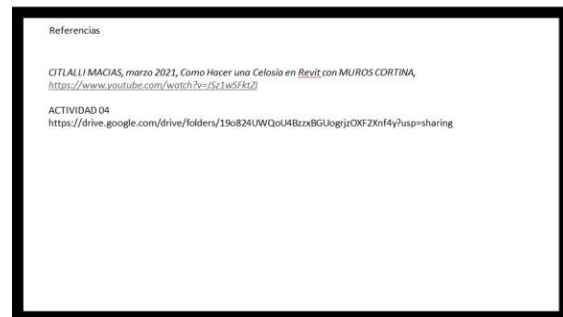 Referencias
CITLALLI MACIAS, marzo 2021, Como Hacer una Celosía en Revit con MUROS CORTINA,
https://www.youtube.com/watch?v=JSz1w5FktZI
ACTIVIDAD 04
https://drive.google.com/drive/folders/19o824UWQoU4BzzxBGUogrjzOXF2Xnf4y?usp=sharing